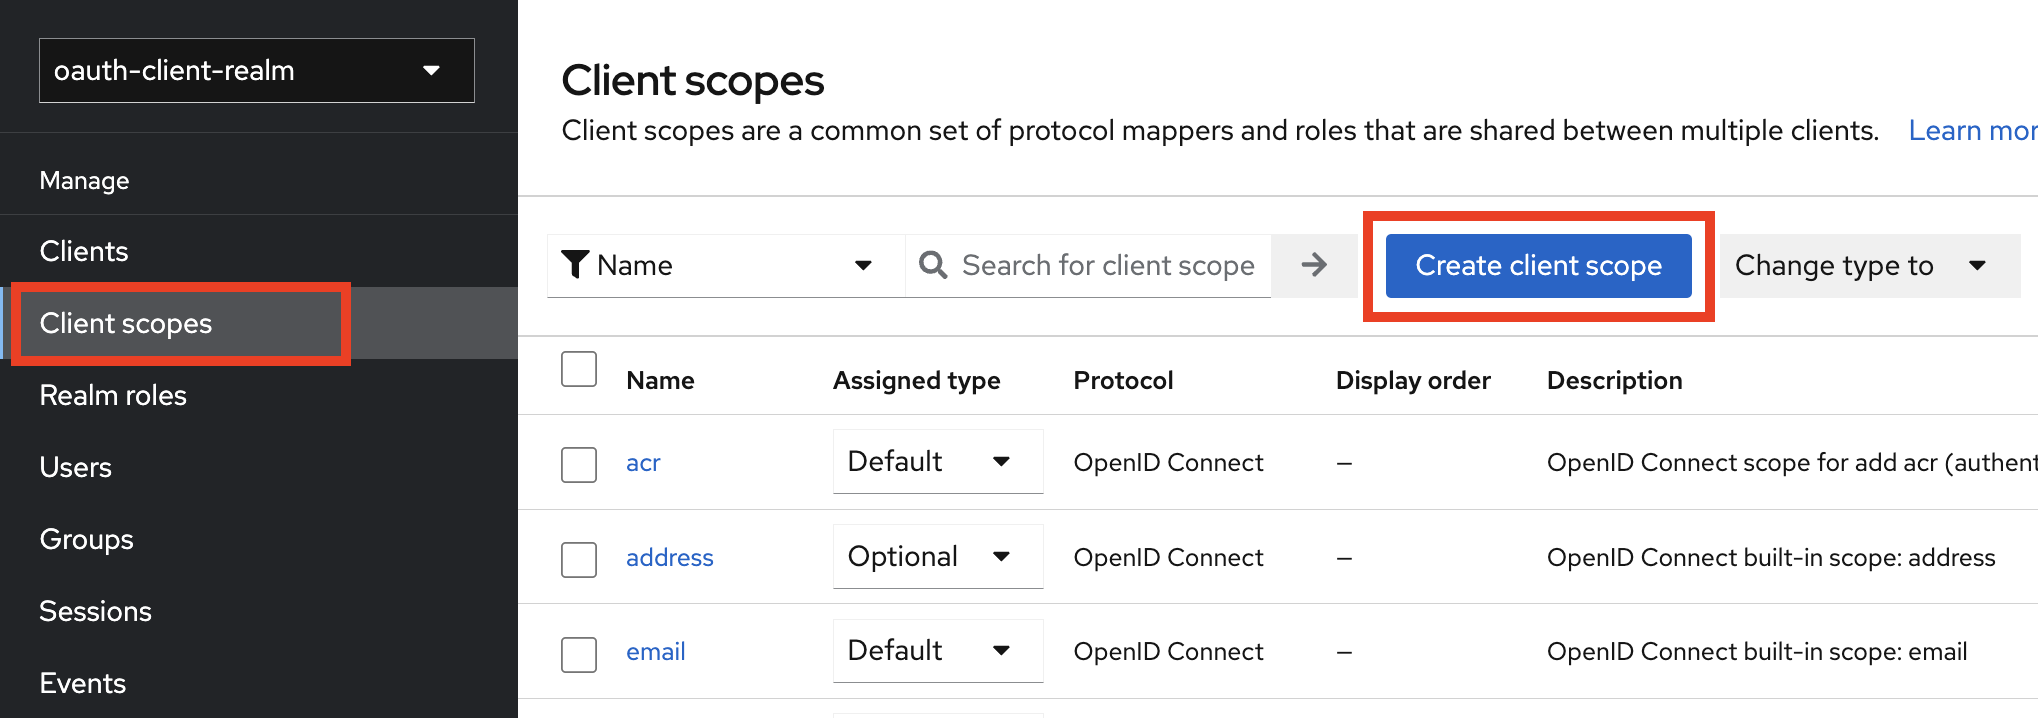 oauth-client-realm
Manage
Clients
Client scopes
Realm roles
Users
Groups
Sessions
Events
Client scopes
Client scopes are a common set of protocol mappers and roles that are shared between multiple clients. Learn
Name Search for client scope Create client scope Change type to
Name Assigned type Protocol Display order Description
acr Default OpenID Connect – OpenID Connect scope for add acr
address Optional OpenID Connect – OpenID Connect built-in scope: address
email Default OpenID Connect – OpenID Connect built-in scope: email